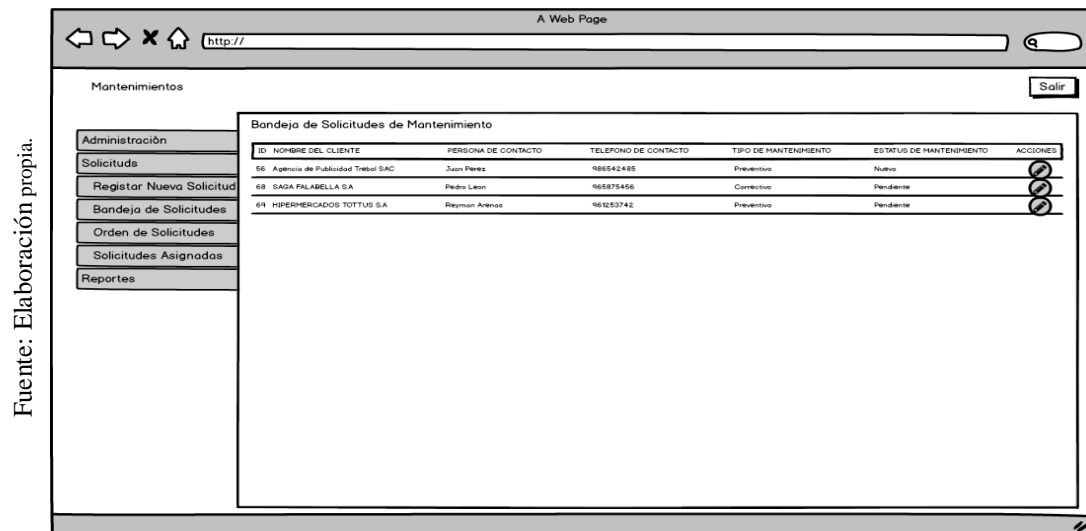 A Web Page
http://
Mantenimientos
Salir
Administración
Solicituds
Registar Nueva Solicitud
Bandeja de Solicitudes
Orden de Solicitudes
Solicitudes Asignadas
Reportes
Bandeja de Solicitudes de Mantenimiento
ID NOMBRE DEL CLIENTE PERSONA DE CONTACTO TELEFONO DE CONTACTO TIPO DE MANTENIMIENTO ESTATUS DE MANTENIMIENTO ACCIONES
56 Agencia de Publicidad Trebol SAC Juan Perez 986542485 Preventivo Nuevo
68 SAGA FALABELLA S.A Pedro Leon 965875456 Correctivo Pendiente
69 HIPERMERCADOS TOTTUS S.A Reyman Arenas 961253742 Preventivo Pendiente
Fuente: Elaboración propia.